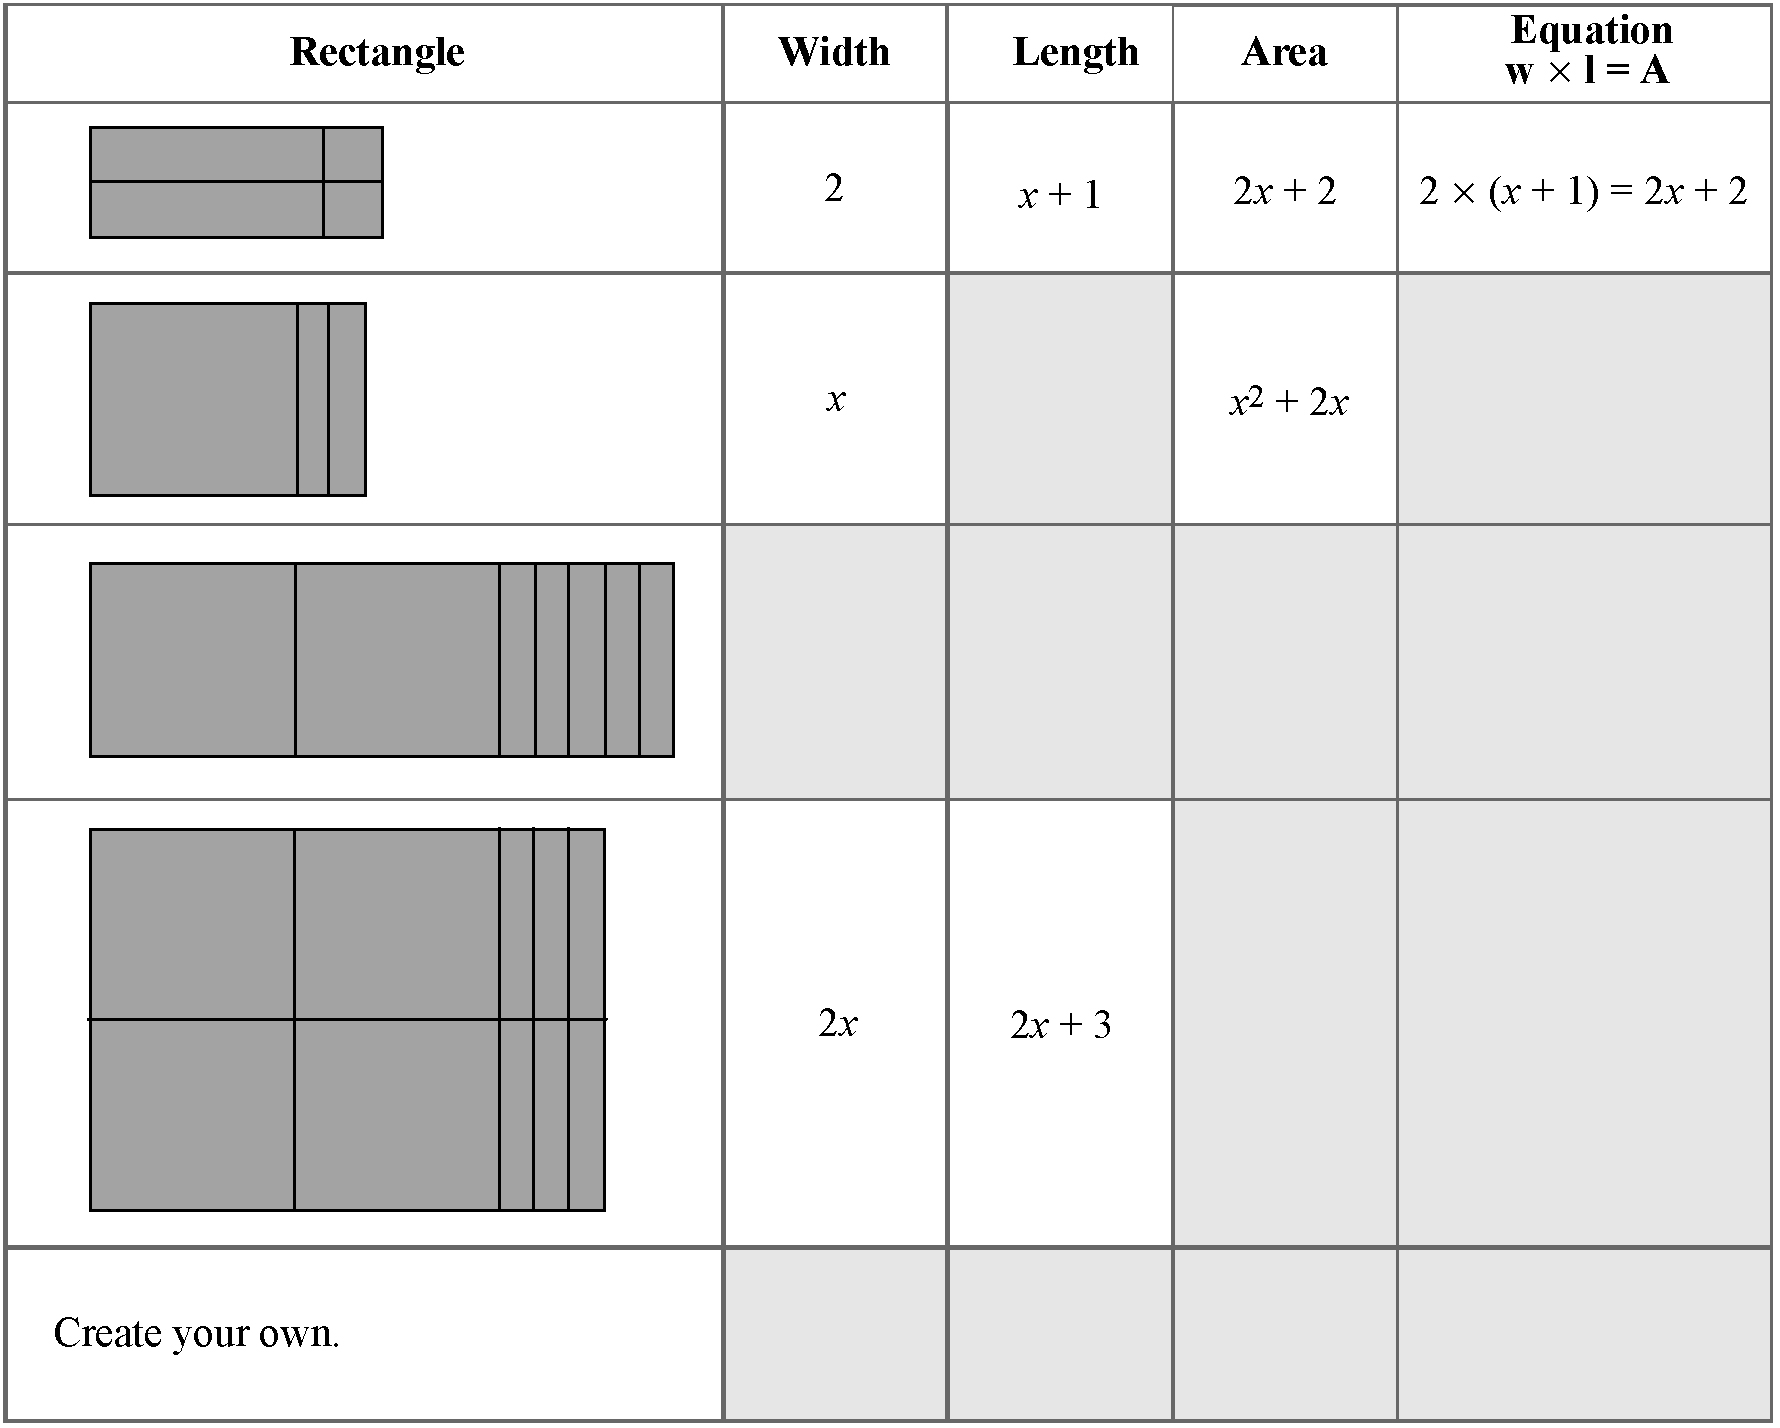 Rectangle Width Length Area Equation
w × l = A
2 x + 1 2x + 2 2 × (x + 1) = 2x + 2
x x² + 2x
2x 2x + 3
Create your own.